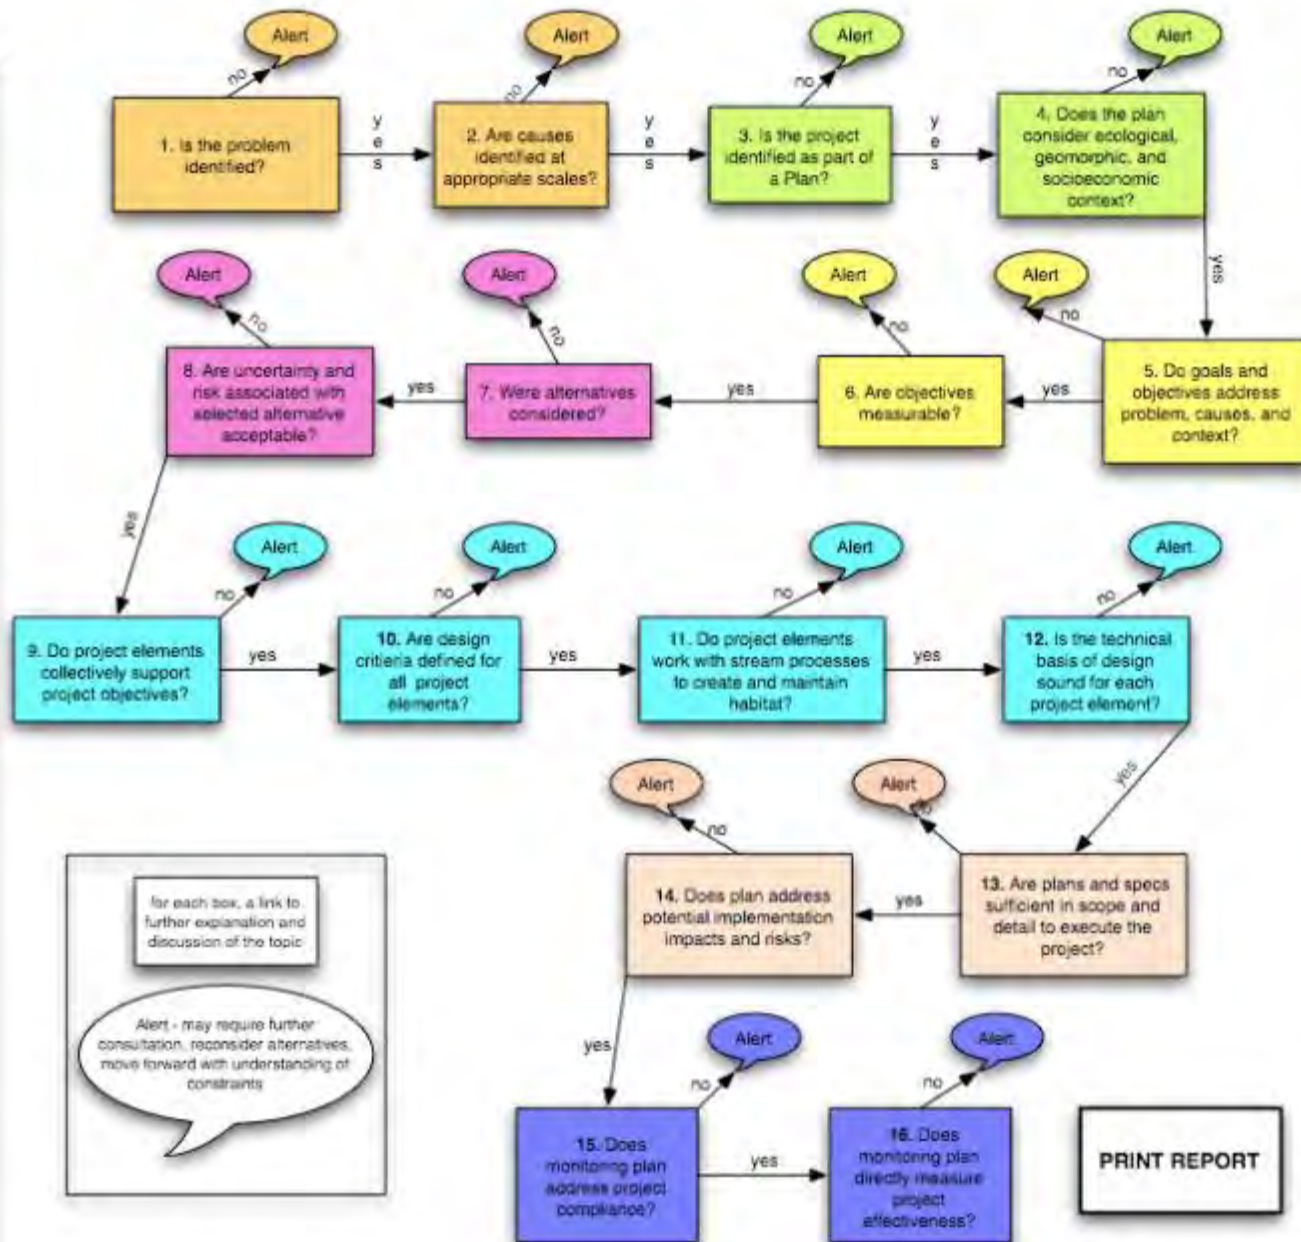 Alert
Alert
Alert
Alert
no
no
no
no
1. Is the problem
identified?
yes
2. Are causes
identified at
appropriate scales?
yes
3. Is the project
identified as part of
a Plan?
yes
4. Does the plan
consider ecological,
geomorphic, and
socioeconomic
context?
yes
Alert
Alert
Alert
Alert
no
no
no
no
8. Are uncertainty and
risk associated with
selected alternative
acceptable?
yes
7. Were alternatives
considered?
yes
6. Are objectives
measurable?
yes
5. Do goals and
objectives address
problem, causes, and
context?
yes
Alert
Alert
Alert
Alert
no
no
no
no
9. Do project elements
collectively support
project objectives?
yes
10. Are design
critieria defined for
all project
elements?
yes
11. Do project elements
work with stream processes
to create and maintain
habitat?
yes
12. Is the technical
basis of design
sound for each
project element?
yes
Alert
Alert
no
no
14. Does plan address
potential implementation
impacts and risks?
yes
13. Are plans and specs
sufficient in scope and
detail to execute the
project?
for each box, a link to
further explanation and
discussion of the topic
Alert - may require further
consultation, reconsider alternatives,
move forward with understanding of
constraints
yes
Alert
Alert
no
no
15. Does
monitoring plan
address project
compliance?
yes
16. Does
monitoring plan
directly measure
project
effectiveness?
PRINT REPORT